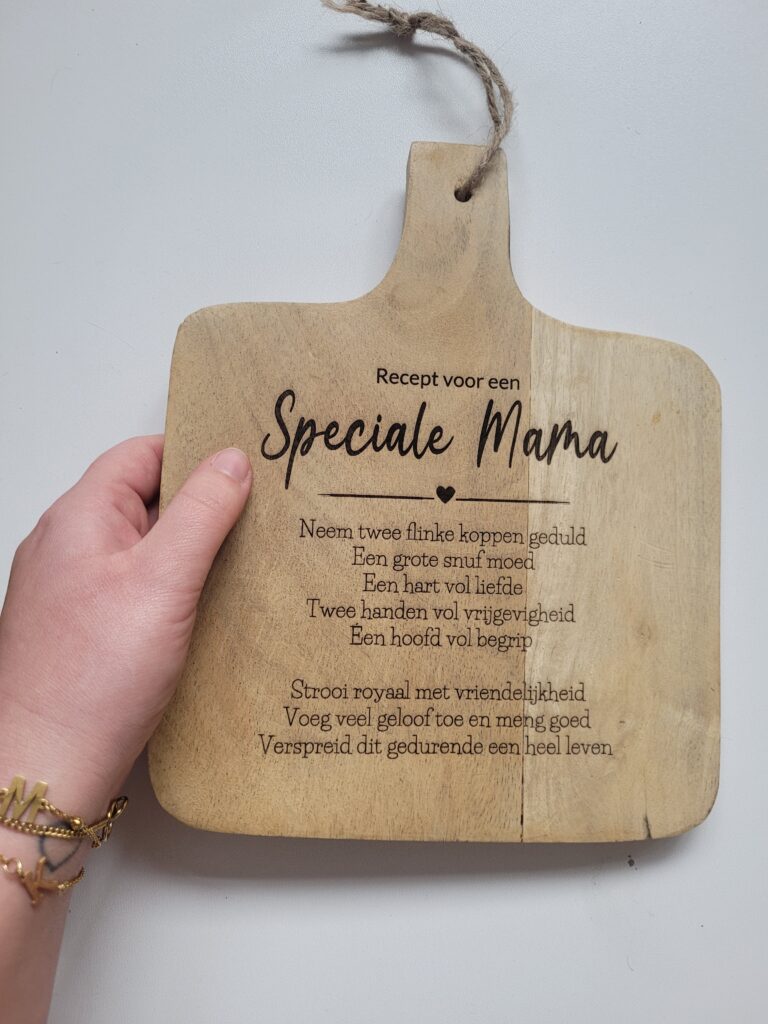 Recept voor een
Speciale Mama
Neem twee flinke koppen geduld
Een grote snuf moed
Een hart vol liefde
Twee handen vol vrijgevigheid
Éen hoofd vol begrip
Strooi royaal met vriendelijkheid
Voeg veel geloof toe en meng goed
Verspreid dit gedurende een heel leven
M
K